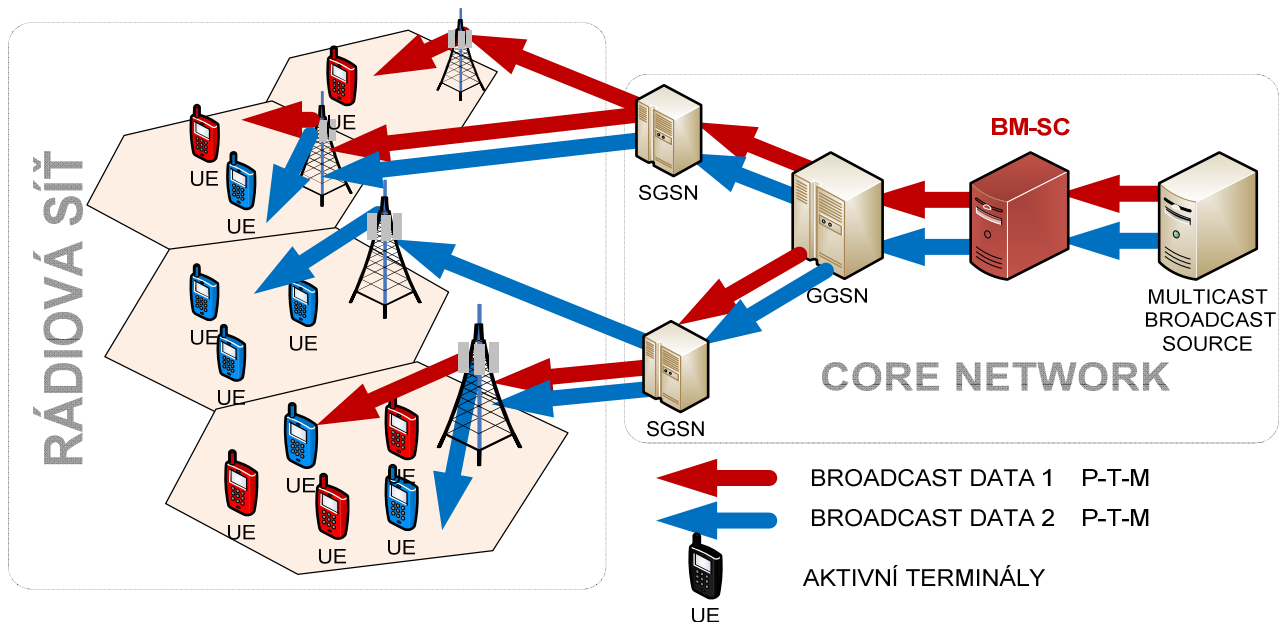 RÁDIOVÁ SÍŤ
UE
UE
UE
UE
UE
UE
UE
UE
UE
UE
UE
UE
SGSN
SGSN
GGSN
BM-SC
MULTICAST
BROADCAST
SOURCE
CORE NETWORK
BROADCAST DATA 1 P-T-M
BROADCAST DATA 2 P-T-M
UE
AKTIVNÍ TERMINÁLY